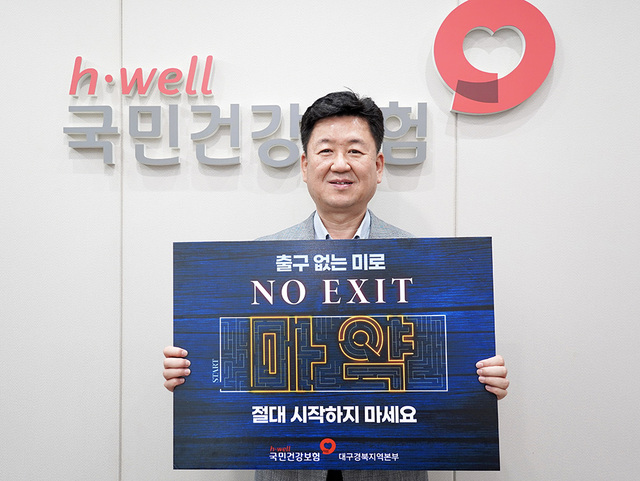 h·well
국민건강보험
출구 없는 미로
NO EXIT
START
마약
절대 시작하지 마세요
h·well
국민건강보험
대구경북지역본부